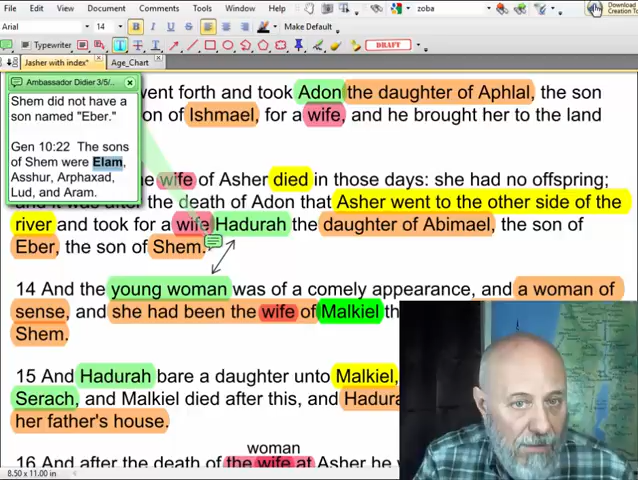 File Edit View Document Comments Tools Window Help zoba Download
Creation To
Arial 14 B I U S Make Default
Typewriter DRAFT
Jasher with index* Age_Chart
Ambassador Didier 3/5/..
Shem did not have a
son named "Eber."
Gen 10:22 The sons
of Shem were Elam,
Asshur, Arphaxad,
Lud, and Aram.
went forth and took Adon the daughter of Aphlal, the son
on of Ishmael, for a wife, and he brought her to the land
wife of Asher died in those days: she had no offspring;
and it was after the death of Adon that Asher went to the other side of the
river and took for a wife Hadurah the daughter of Abimael, the son of
Eber, the son of Shem.
14 And the young woman was of a comely appearance, and a woman of
sense, and she had been the wife of Malkiel th
Shem.
15 And Hadurah bare a daughter unto Malkiel,
Serach, and Malkiel died after this, and Hadura
her father's house.
woman
16 And after the death of the wife at Asher he w
8.50 x 11.00 in